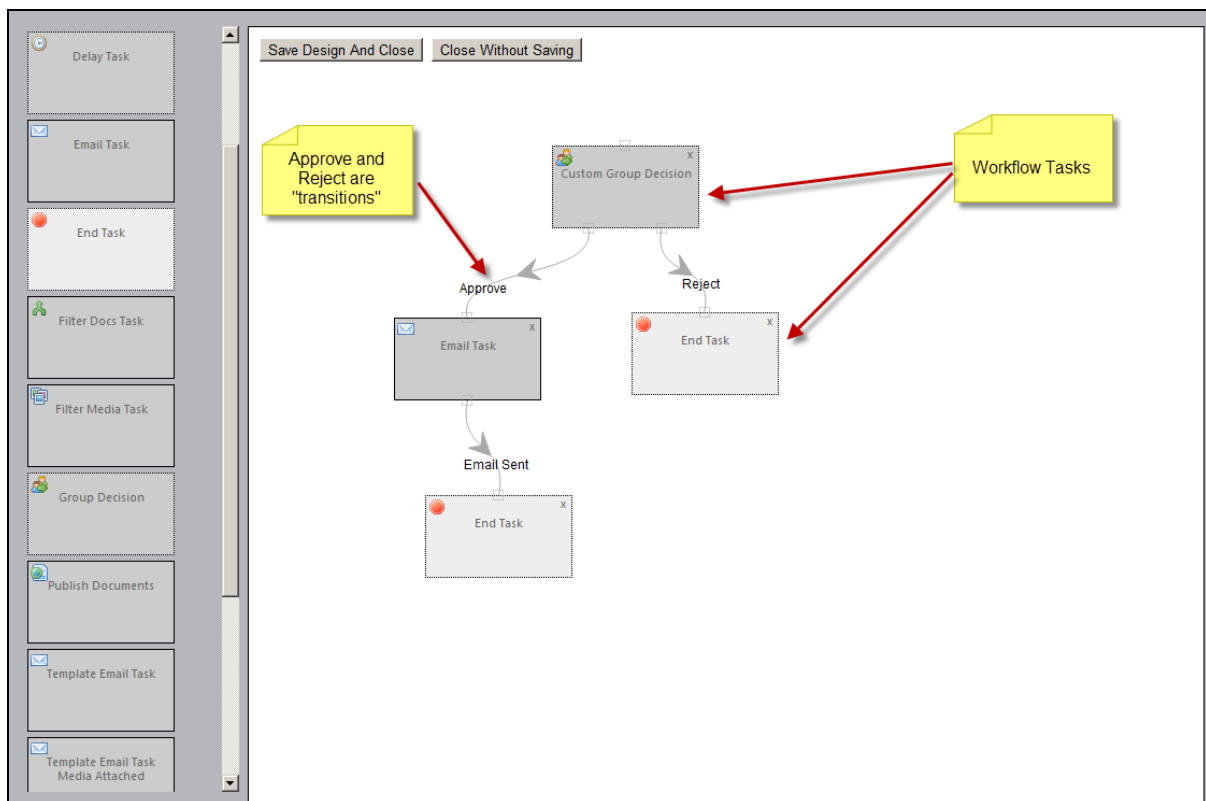 Delay Task
Email Task
End Task
Filter Docs Task
Filter Media Task
Group Decision
Publish Documents
Template Email Task
Template Email Task
Media Attached
Save Design And Close
Close Without Saving
Approve and
Reject are
"transitions"
x
Custom Group Decision
Workflow Tasks
Approve
Reject
x
Email Task
x
End Task
Email Sent
x
End Task